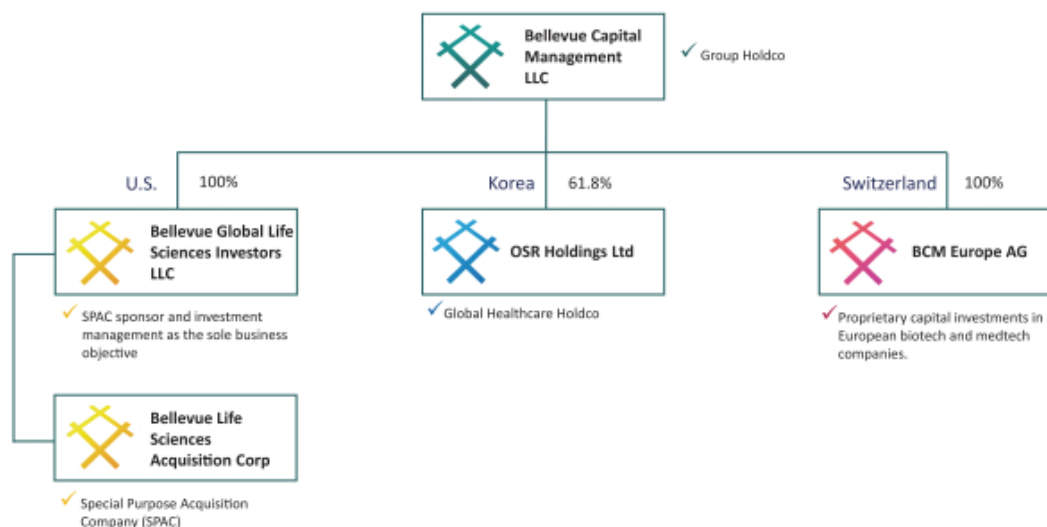 Bellevue Capital
Management
LLC
Group Holdco
U.S.
100%
Korea
61.8%
Switzerland
100%
Bellevue Global Life
Sciences Investors
LLC
OSR Holdings Ltd
BCM Europe AG
SPAC sponsor and investment
management as the sole business
objective
Global Healthcare Holdco
Proprietary capital investments in
European biotech and medtech
companies.
Bellevue Life
Sciences
Acquisition Corp
Special Purpose Acquisition
Company (SPAC)